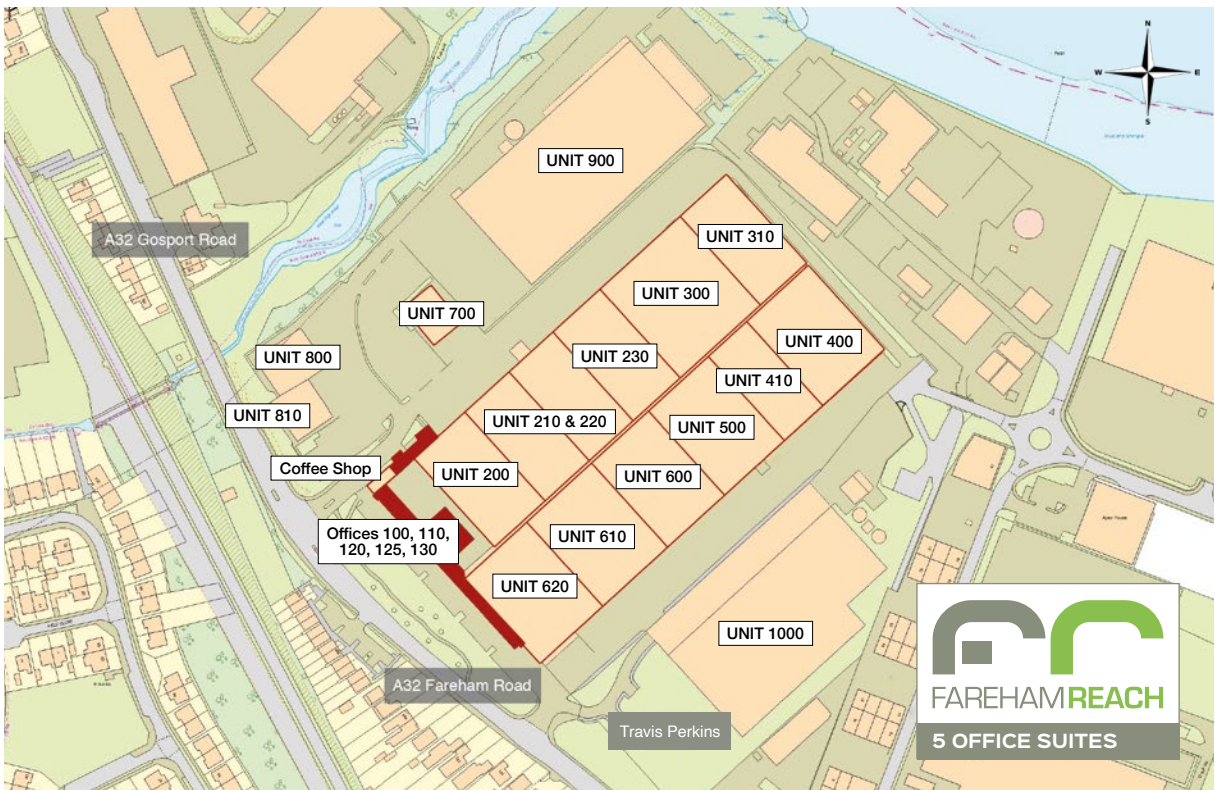 N
W
E
S
UNIT 900
A32 Gosport Road
UNIT 310
UNIT 300
UNIT 700
UNIT 400
UNIT 800
UNIT 230
UNIT 410
UNIT 810
UNIT 210 & 220
UNIT 500
Coffee Shop
UNIT 200
UNIT 600
Offices 100, 110,
120, 125, 130
UNIT 610
UNIT 620
UNIT 1000
A32 Fareham Road
Travis Perkins
FAREHAMREACH
5 OFFICE SUITES